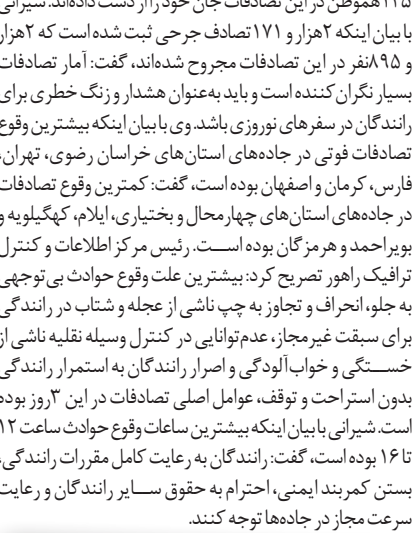 ۱۱۵ هموطن در این تصادفات جان خود را از دست داده‌اند. شیرانی
با بیان اینکه ۲هزار و ۱۷۱ تصادف جرحی ثبت شده است که ۲هزار
و ۸۹۵نفر در این تصادفات مجروح شده‌اند، گفت: آمار تصادفات
بسیار نگران‌کننده است و باید به‌عنوان هشدار و زنگ خطری برای
رانندگان در سفرهای نوروزی باشد. وی با بیان اینکه بیشترین وقوع
تصادفات فوتی در جاده‌های استان‌های خراسان رضوی، تهران،
فارس، کرمان و اصفهان بوده است، گفت: کمترین وقوع تصادفات
در جاده‌های استان‌های چهارمحال و بختیاری، ایلام، کهگیلویه و
بویراحمد و هرمزگان بوده است. رئیس مرکز اطلاعات و کنترل
ترافیک راهور تصریح کرد: بیشترین علت وقوع حوادث بی‌توجهی
به جلو، انحراف و تجاوز به چپ ناشی از عجله و شتاب در رانندگی
برای سبقت غیرمجاز، عدم‌توانایی در کنترل وسیله نقلیه ناشی از
خستگی و خواب‌آلودگی و اصرار رانندگان به استمرار رانندگی
بدون استراحت و توقف، عوامل اصلی تصادفات در این ۳روز بوده
است. شیرانی با بیان اینکه بیشترین ساعات وقوع حوادث ساعت ۱۲
تا ۱۶ بوده است، گفت: رانندگان به رعایت کامل مقررات رانندگی،
بستن کمربند ایمنی، احترام به حقوق سایر رانندگان و رعایت
سرعت مجاز در جاده‌ها توجه کنند.